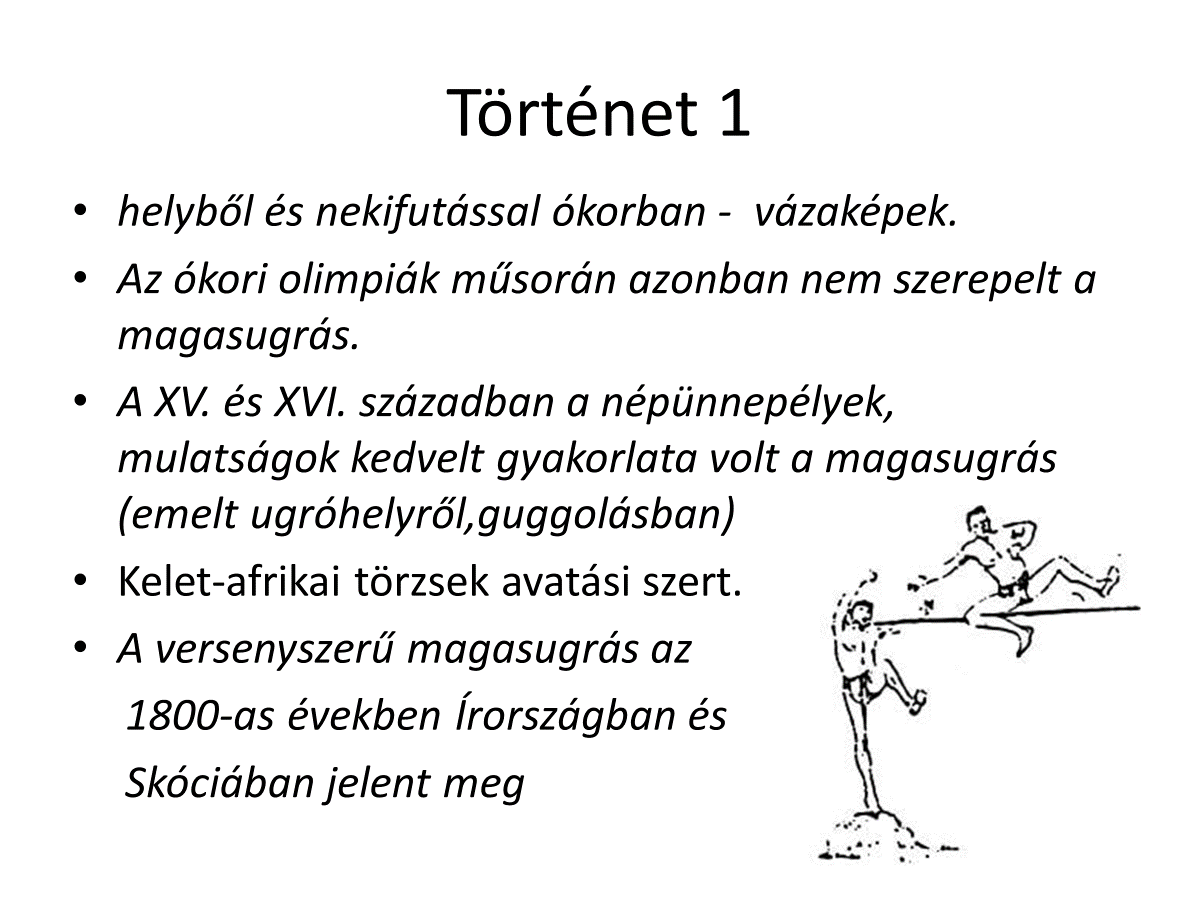 Történet 1
• helyből és nekifutással ókorban -  vázaképek.
• Az ókori olimpiák műsorán azonban nem szerepelt a
magasugrás.
• A XV. és XVI. században a népünnepélyek,
mulatságok kedvelt gyakorlata volt a magasugrás
(emelt ugróhelyről,guggolásban)
• Kelet-afrikai törzsek avatási szert.
• A versenyszerű magasugrás az
1800-as években Írországban és
Skóciában jelent meg